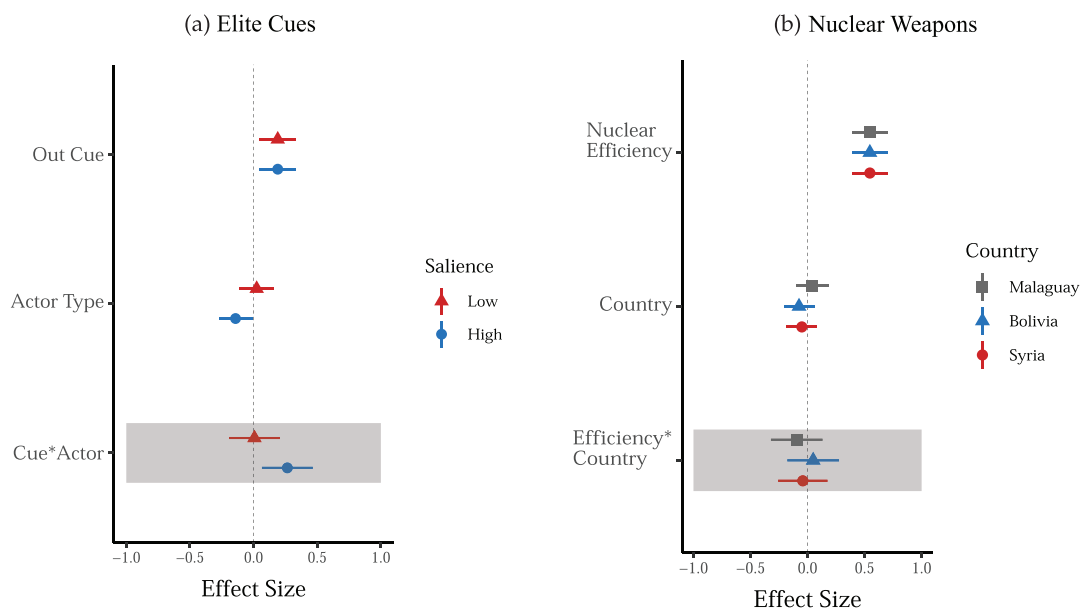 (a) Elite Cues
Out Cue
Actor Type
Cue*Actor
−1.0 −0.5 0.0 0.5 1.0
Effect Size
Salience
Low
High
(b) Nuclear Weapons
Nuclear
Efficiency
Country
Efficiency*
Country
−1.0 −0.5 0.0 0.5 1.0
Effect Size
Country
Malaguay
Bolivia
Syria